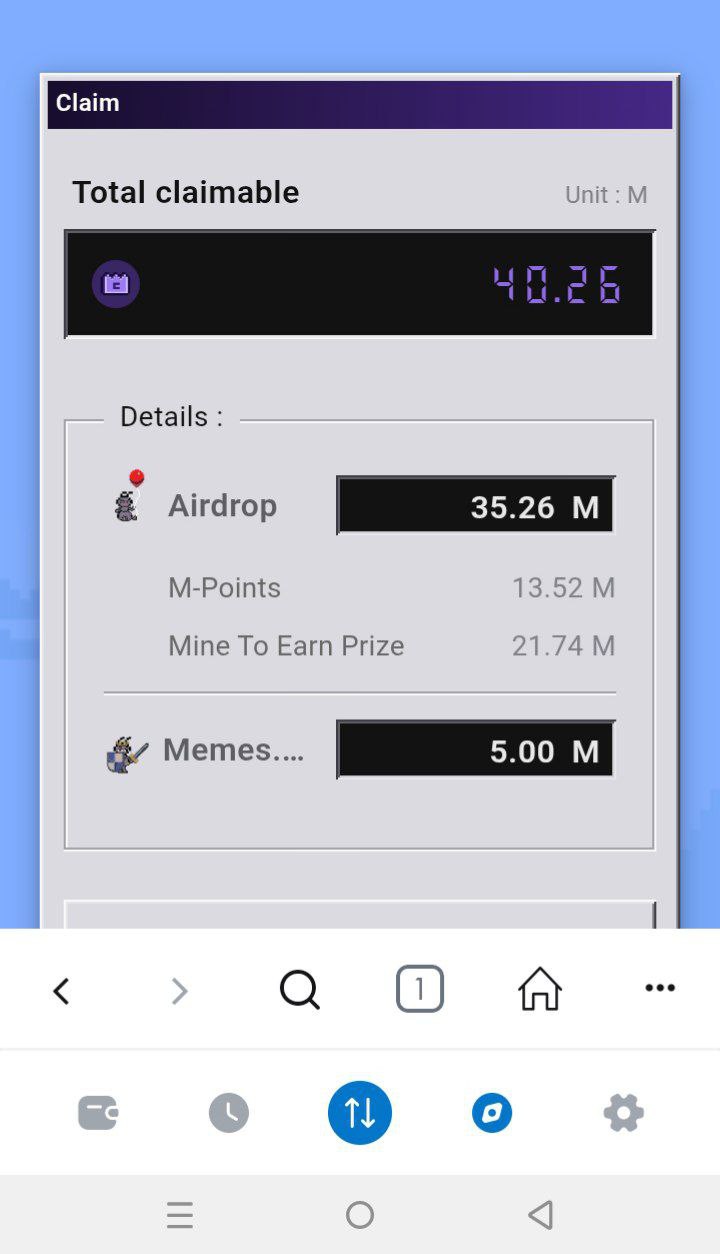 Claim
Total claimable Unit : M
40.26
Details :
Airdrop 35.26 M
M-Points 13.52 M
Mine To Earn Prize 21.74 M
Memes.... 5.00 M
1